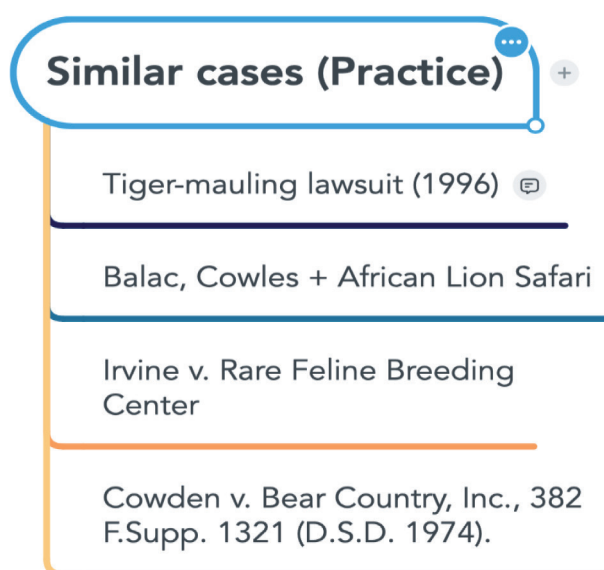 Similar cases (Practice)
Tiger-mauling lawsuit (1996)
Balac, Cowles + African Lion Safari
Irvine v. Rare Feline Breeding
Center
Cowden v. Bear Country, Inc., 382
F.Supp. 1321 (D.S.D. 1974).